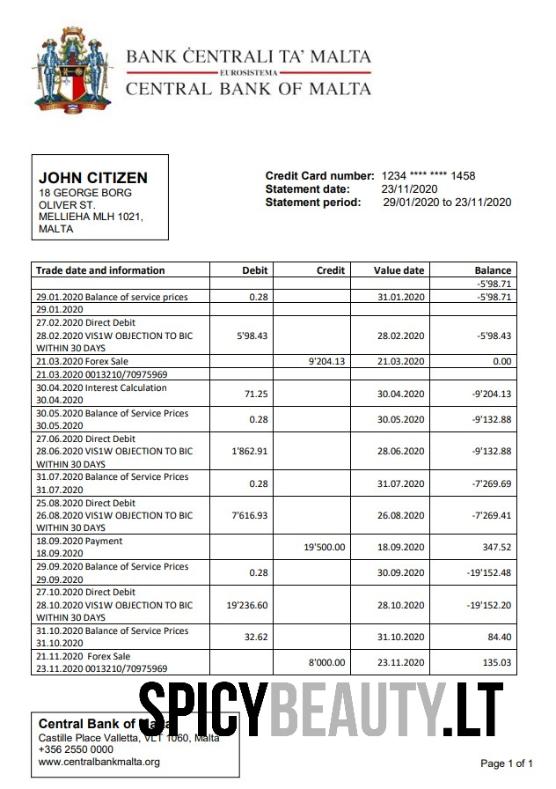 BANK ĊENTRALI TA' MALTA
EUROSISTEMA
CENTRAL BANK OF MALTA
JOHN CITIZEN
18 GEORGE BORG
OLIVER ST.
MELLIEHA MLH 1021,
MALTA
Credit Card number: 1234 **** **** 1458
Statement date: 23/11/2020
Statement period: 29/01/2020 to 23/11/2020
Trade date and information Debit Credit Value date Balance
-5'98.71
29.01.2020 Balance of service prices 0.28 31.01.2020 -5'98.71
29.01.2020
27.02.2020 Direct Debit
28.02.2020 VIS1W OBJECTION TO BIC 5'98.43 28.02.2020 -5'98.43
WITHIN 30 DAYS
21.03.2020 Forex Sale 9'204.13 21.03.2020 0.00
21.03.2020 0013210/70975969
30.04.2020 Interest Calculation 71.25 30.04.2020 -9'204.13
30.04.2020
30.05.2020 Balance of Service Prices 0.28 30.05.2020 -9'132.88
30.05.2020
27.06.2020 Direct Debit
28.06.2020 VIS1W OBJECTION TO BIC 1'862.91 28.06.2020 -9'132.88
WITHIN 30 DAYS
31.07.2020 Balance of Service Prices 0.28 31.07.2020 -7'269.69
31.07.2020
25.08.2020 Direct Debit
26.08.2020 VIS1W OBJECTION TO BIC 7'616.93 26.08.2020 -7'269.41
WITHIN 30 DAYS
18.09.2020 Payment 19'500.00 18.09.2020 347.52
18.09.2020
29.09.2020 Balance of Service Prices 0.28 30.09.2020 -19'152.48
29.09.2020
27.10.2020 Direct Debit
28.10.2020 VIS1W OBJECTION TO BIC 19'236.60 28.10.2020 -19'152.20
WITHIN 30 DAYS
31.10.2020 Balance of Service Prices 32.62 31.10.2020 84.40
31.10.2020
21.11.2020 Forex Sale 8'000.00 23.11.2020 135.03
23.11.2020 0013210/70975969
SPICYBEAUTY.LT
Central Bank of
Castille Place Valletta, VLT 1060, Malta
+356 2550 0000
www.centralbankmalta.org
Page 1 of 1